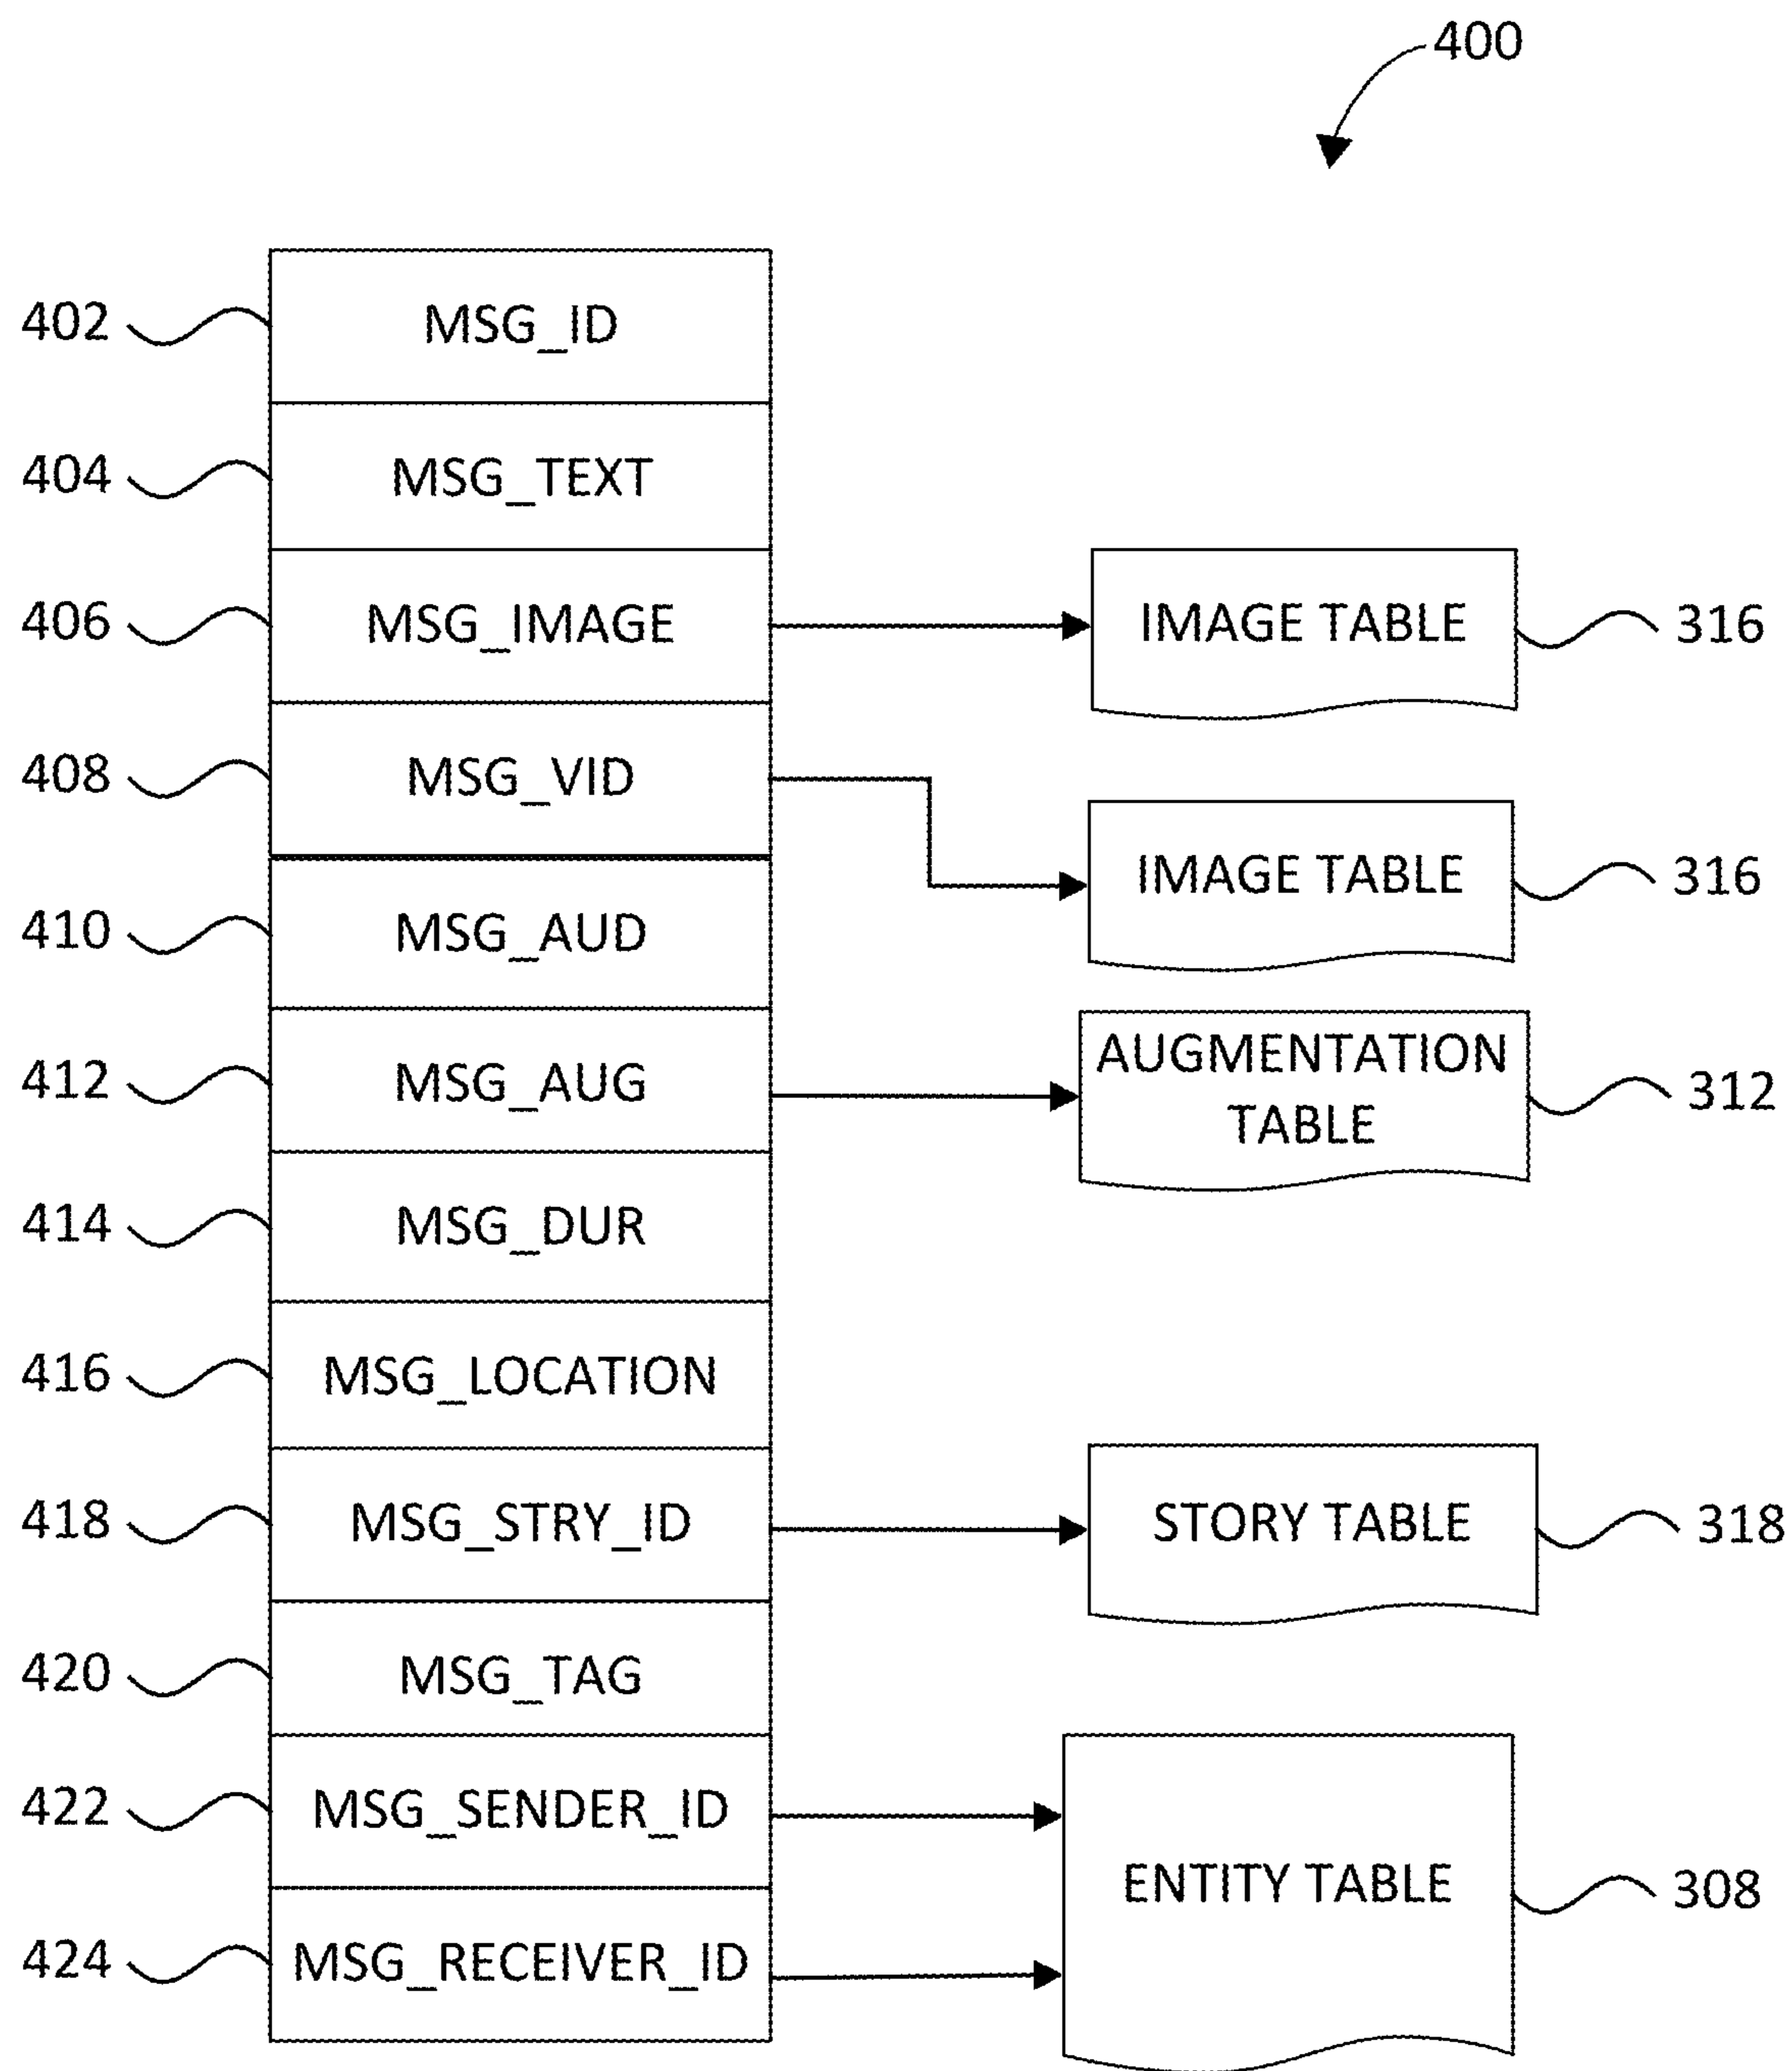 400
402 MSG_ID
404 MSG_TEXT
406 MSG_IMAGE IMAGE TABLE 316
408 MSG_VID
IMAGE TABLE 316
410 MSG_AUD
412 MSG_AUG AUGMENTATION
TABLE 312
414 MSG_DUR
416 MSG_LOCATION
418 MSG_STRY_ID STORY TABLE 318
420 MSG_TAG
422 MSG_SENDER_ID
ENTITY TABLE 308
424 MSG_RECEIVER_ID